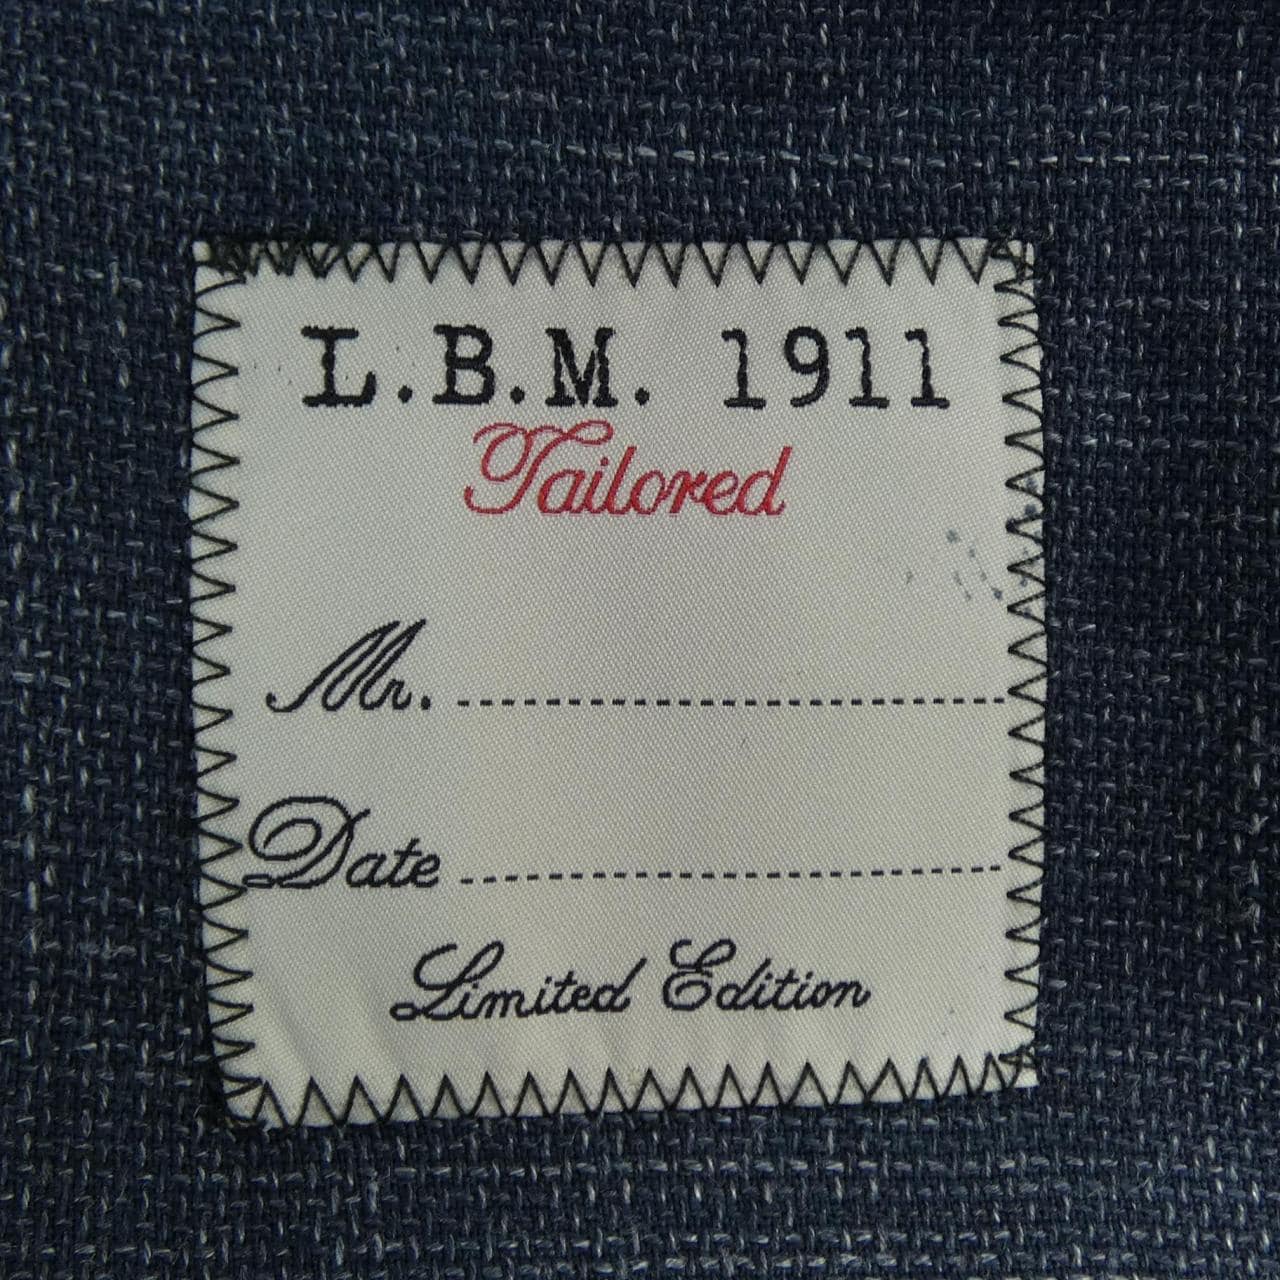 L.B.M. 1911
Tailored
Mr.
Date
Limited Edition